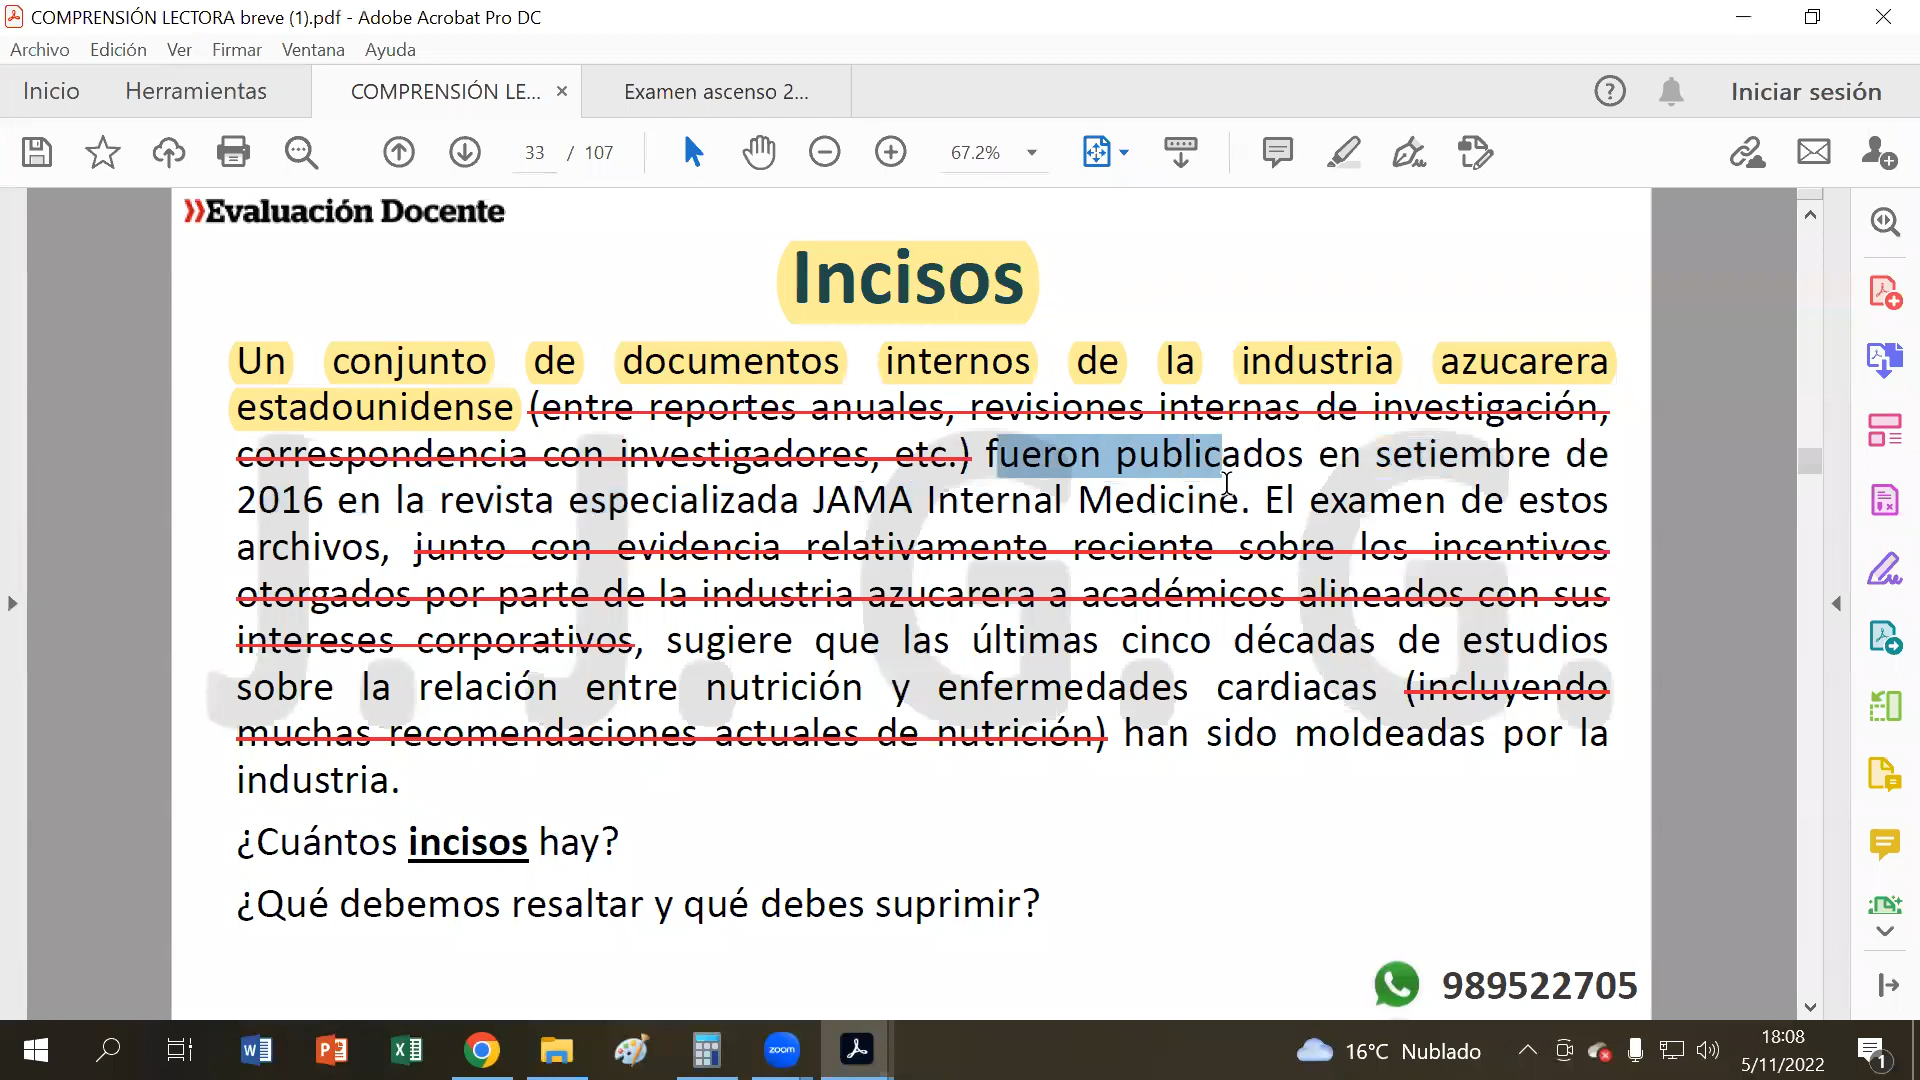 COMPRENSIÓN LECTORA breve (1).pdf - Adobe Acrobat Pro DC
Archivo Edición Ver Firmar Ventana Ayuda
Inicio Herramientas COMPRENSIÓN LE... × Examen ascenso 2... ? Iniciar sesión
33 / 107 67.2%
»Evaluación Docente
Incisos
Un conjunto de documentos internos de la industria azucarera
estadounidense (entre reportes anuales, revisiones internas de investigación,
correspondencia con investigadores, etc.) fueron publicados en setiembre de
2016 en la revista especializada JAMA Internal Medicine. El examen de estos
archivos, junto con evidencia relativamente reciente sobre los incentivos
otorgados por parte de la industria azucarera a académicos alineados con sus
intereses corporativos, sugiere que las últimas cinco décadas de estudios
sobre la relación entre nutrición y enfermedades cardiacas (incluyendo
muchas recomendaciones actuales de nutrición) han sido moldeadas por la
industria.
J. J. G. G.
¿Cuántos incisos hay?
¿Qué debemos resaltar y qué debes suprimir?
989522705
zoom 16°C Nublado 18:08
5/11/2022 1